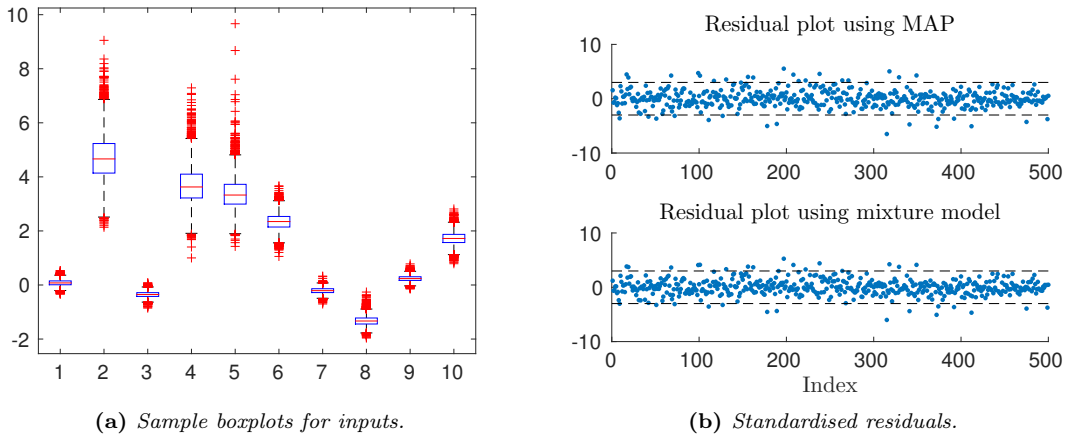 10
8
6
4
2
0
-2
1 2 3 4 5 6 7 8 9 10
(a) Sample boxplots for inputs.
Residual plot using MAP
10
0
-10
0 100 200 300 400 500
Residual plot using mixture model
10
0
-10
0 100 200 300 400 500
Index
(b) Standardised residuals.